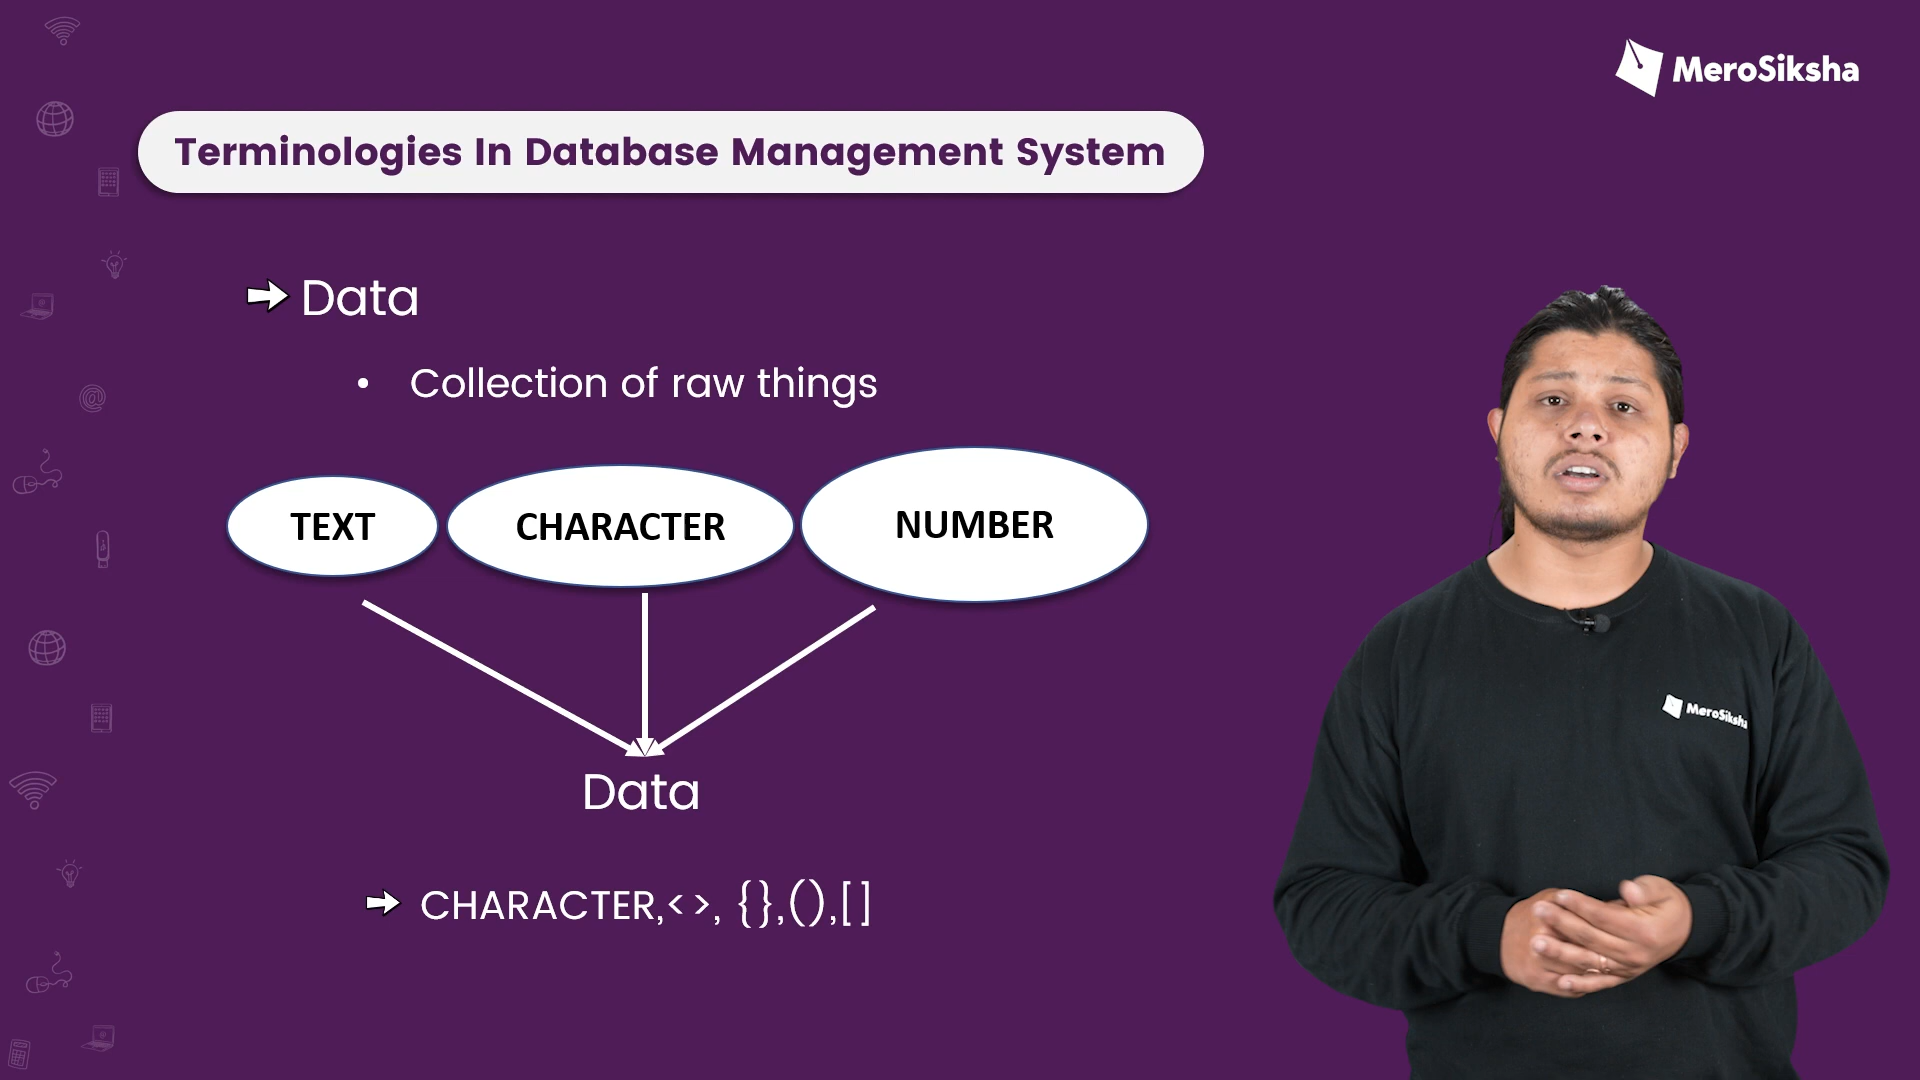 MeroSiksha
Terminologies In Database Management System
Data
• Collection of raw things
TEXT
CHARACTER
NUMBER
Data
CHARACTER,< >, {},(),[ ]
MeroSiksha